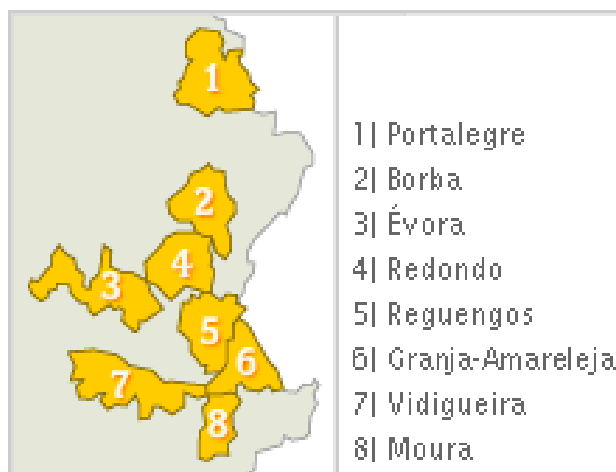 1
2
3
4
5
6
7
8
1| Portalegre
2| Borba
3| Évora
4| Redondo
5| Reguengos
6| Granja-Amareleja
7| Vidigueira
8| Moura